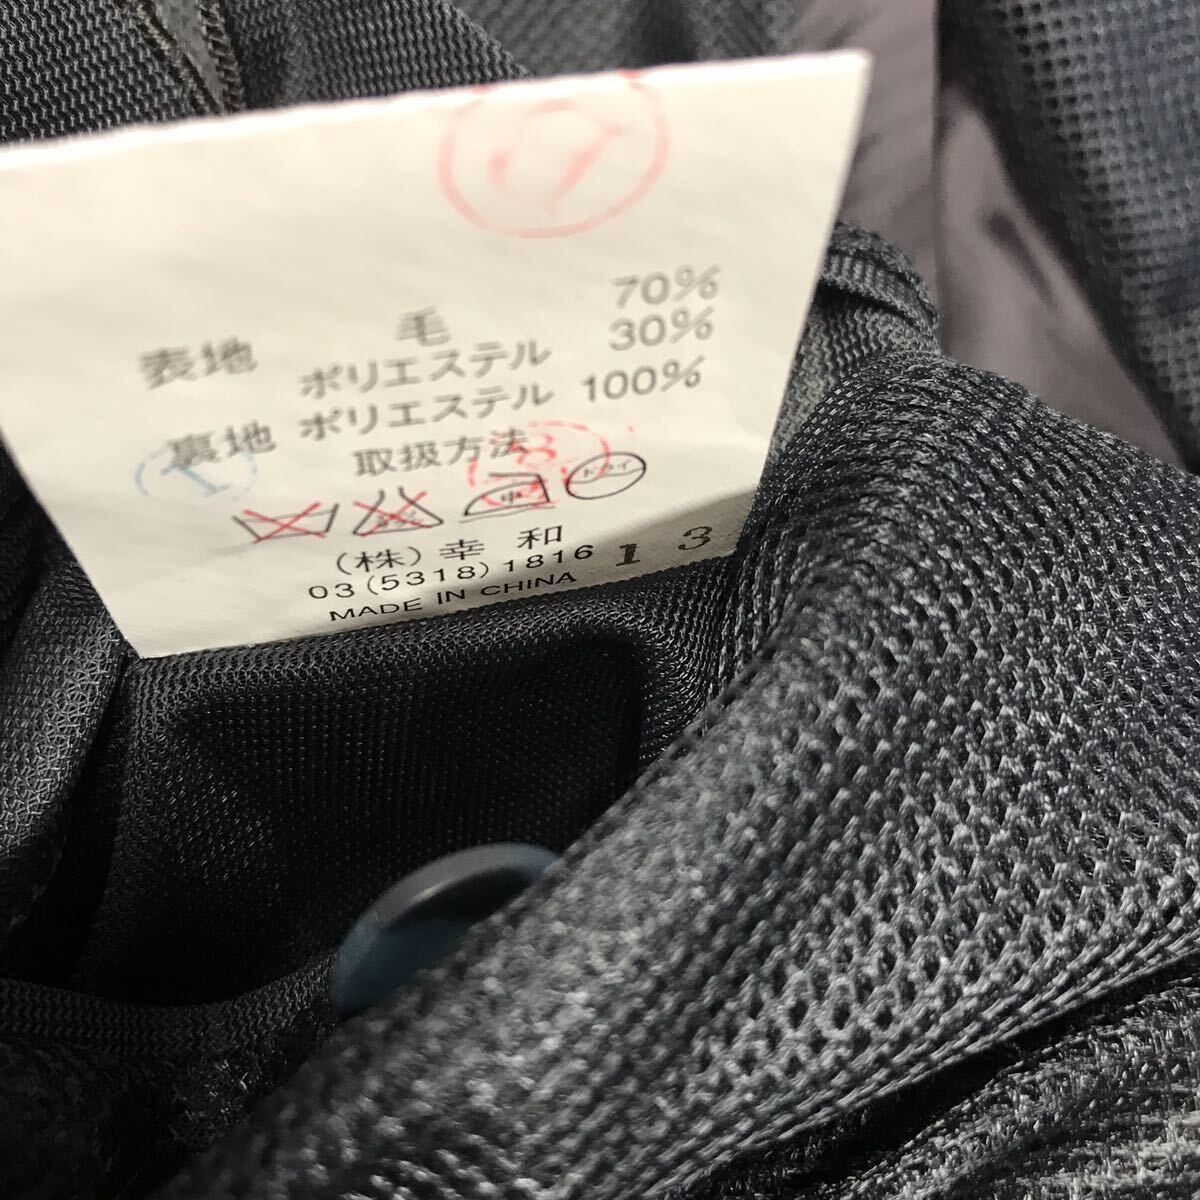 毛 70%
表地 ポリエステル 30%
裏地 ポリエステル 100%
取扱方法
中 ドライ
(株) 幸 和
03 (5318) 1816 1 3
MADE IN CHINA